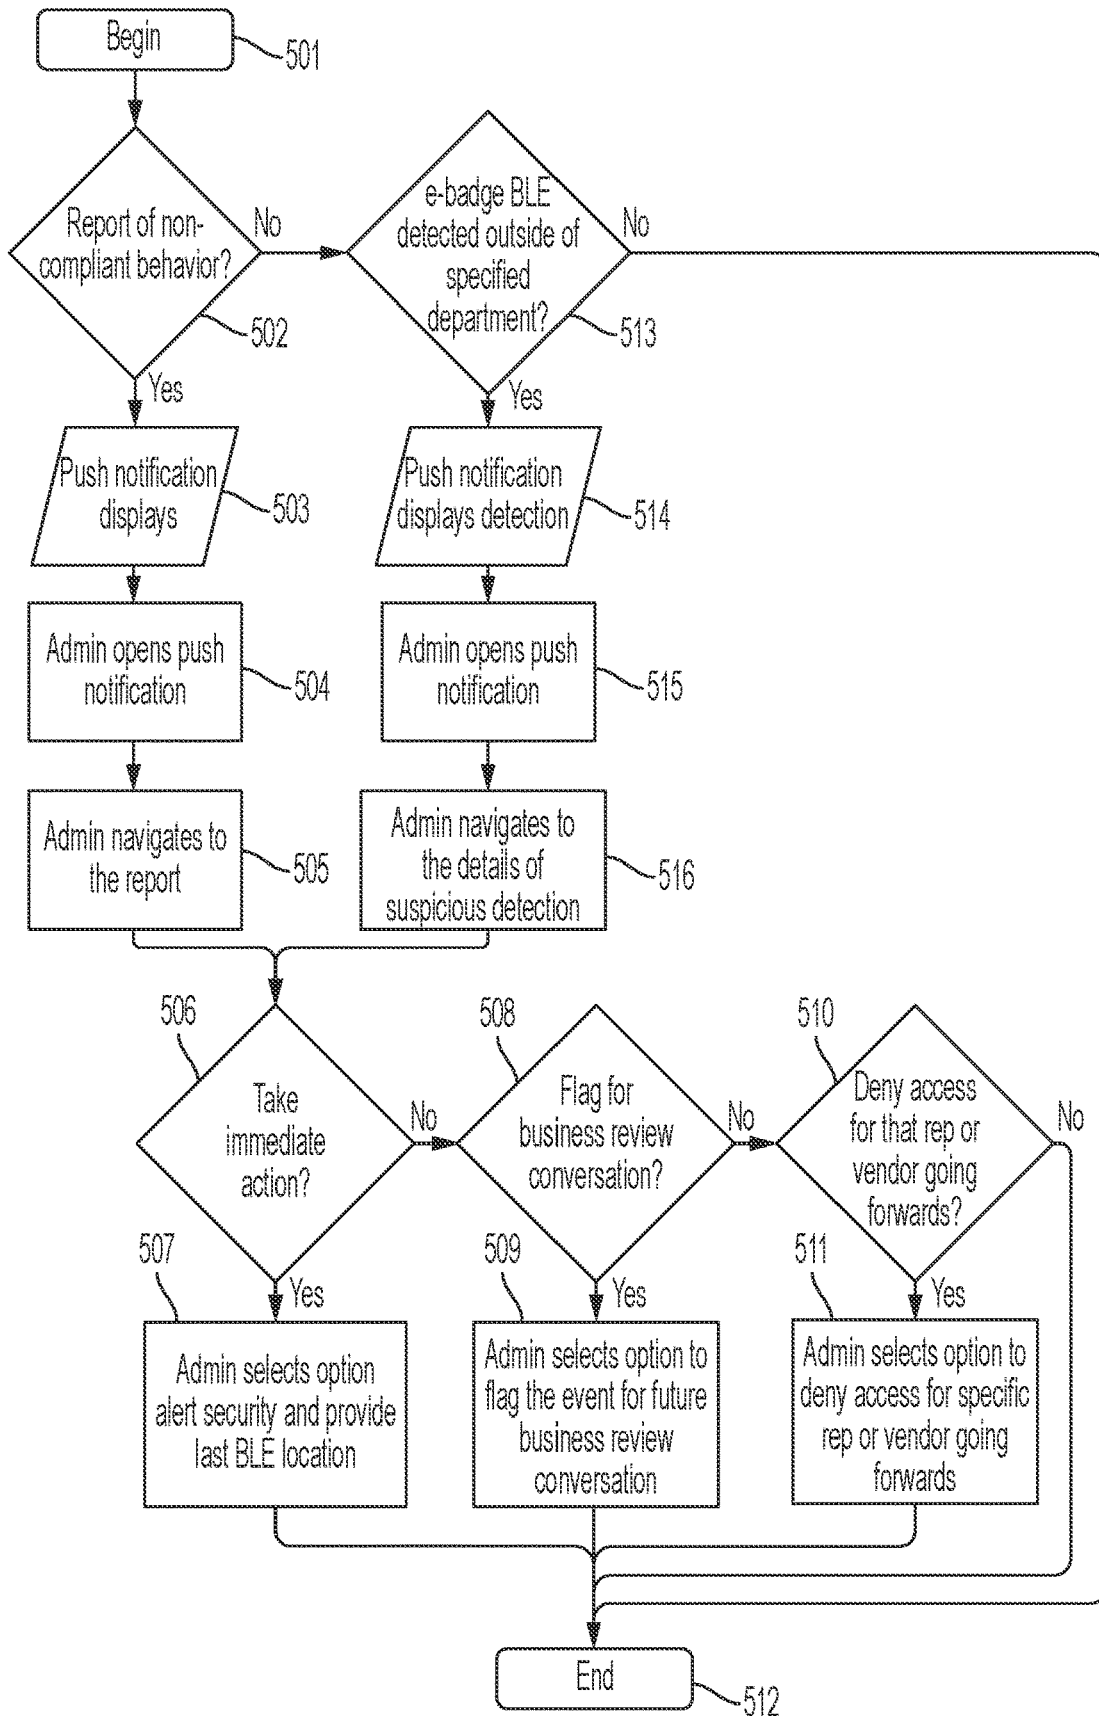 Begin
501
Report of non-
compliant behavior?
No
502
Yes
e-badge BLE
detected outside of
specified
department?
No
513
Yes
Push notification
displays
503
Push notification
displays detection
514
Admin opens push
notification
504
Admin opens push
notification
515
Admin navigates to
the report
505
Admin navigates to
the details of
suspicious detection
516
506
Take
immediate
action?
No
508
Flag for
business review
conversation?
No
510
Deny access
for that rep or
vendor going
forwards?
No
507
Yes
509
Yes
511
Yes
Admin selects option
alert security and provide
last BLE location
Admin selects option to
flag the event for future
business review
conversation
Admin selects option to
deny access for specific
rep or vendor going
forwards
End
512